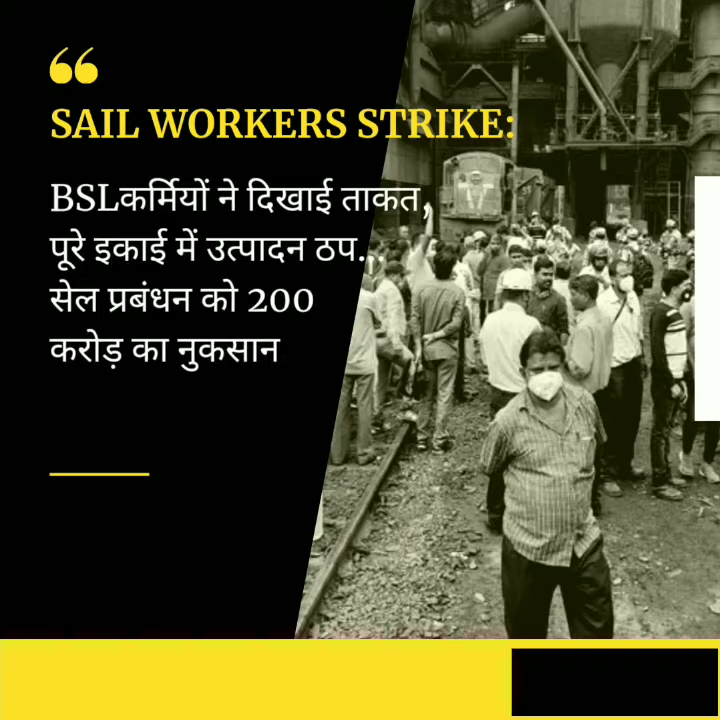 SAIL WORKERS STRIKE:
BSLकर्मियों ने दिखाई ताकत,
पूरे इकाई में उत्पादन ठप...
सेल प्रबंधन को 200
करोड़ का नुकसान